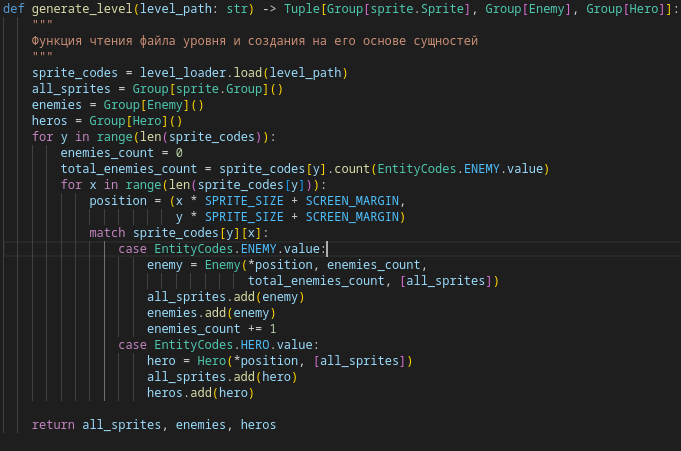 def generate_level(level_path: str) -> Tuple[Group[sprite.Sprite], Group[Enemy], Group[Hero]]:
    """
    Функция чтения файла уровня и создания на его основе сущностей
    """
    sprite_codes = level_loader.load(level_path)
    all_sprites = Group[sprite.Group]()
    enemies = Group[Enemy]()
    heros = Group[Hero]()
    for y in range(len(sprite_codes)):
        enemies_count = 0
        total_enemies_count = sprite_codes[y].count(EntityCodes.ENEMY.value)
        for x in range(len(sprite_codes[y])):
            position = (x * SPRITE_SIZE + SCREEN_MARGIN,
                        y * SPRITE_SIZE + SCREEN_MARGIN)
            match sprite_codes[y][x]:
                case EntityCodes.ENEMY.value:
                    enemy = Enemy(*position, enemies_count,
                                  total_enemies_count, [all_sprites])
                    all_sprites.add(enemy)
                    enemies.add(enemy)
                    enemies_count += 1
                case EntityCodes.HERO.value:
                    hero = Hero(*position, [all_sprites])
                    all_sprites.add(hero)
                    heros.add(hero)

    return all_sprites, enemies, heros